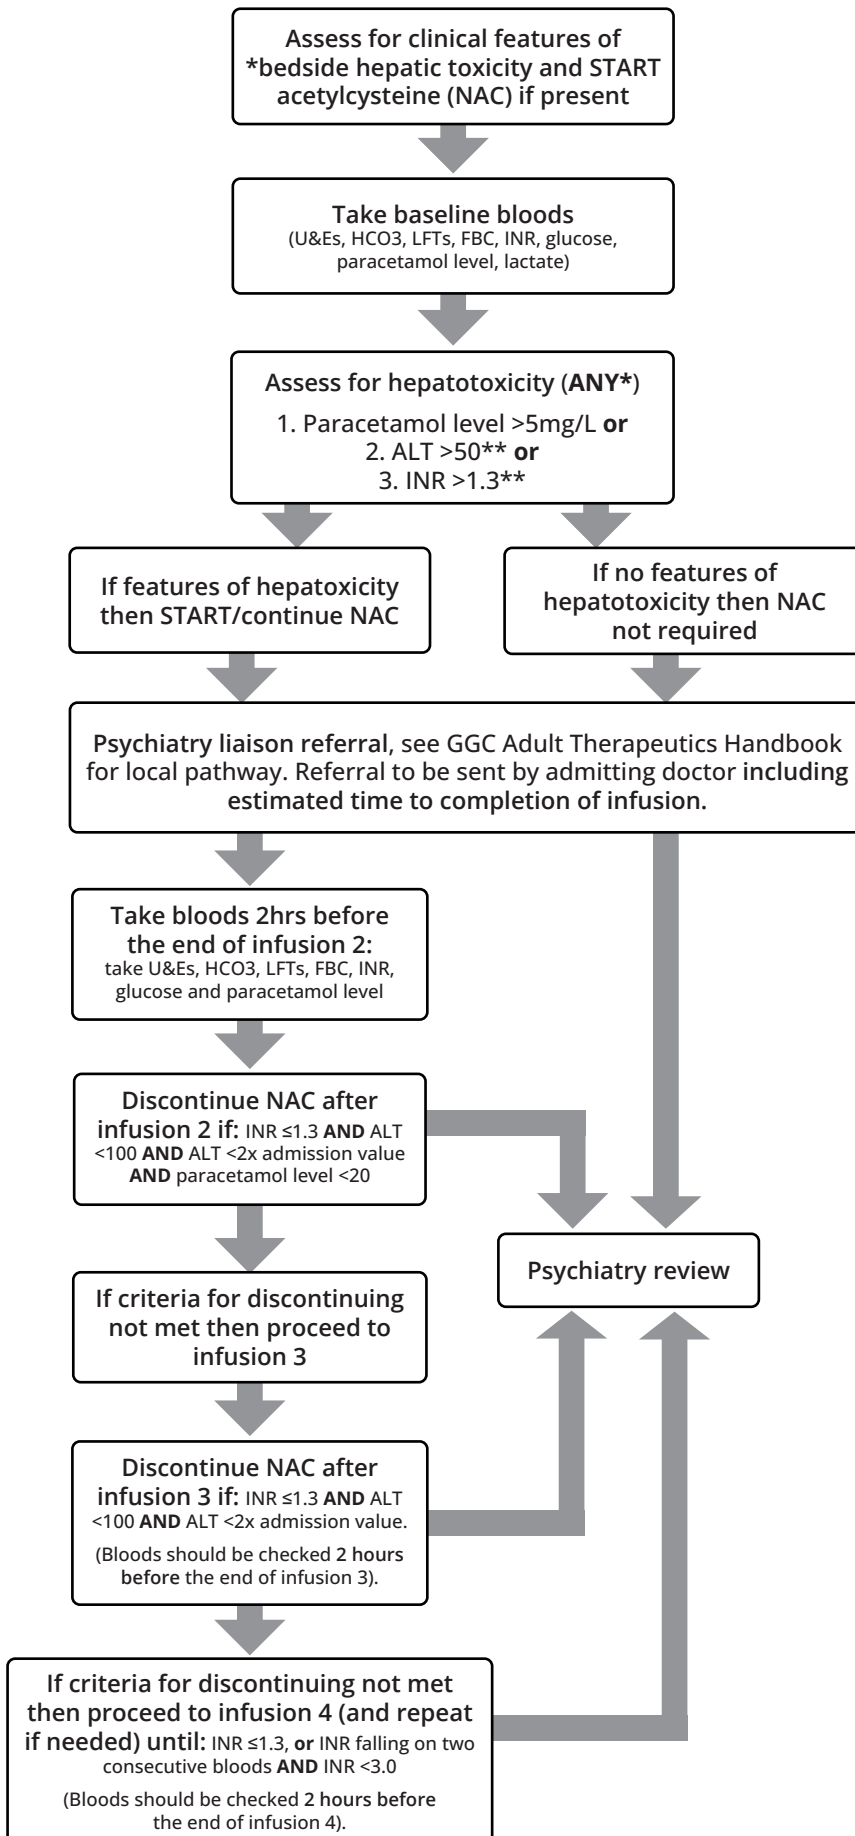 Assess for clinical features of
*bedside hepatic toxicity and START
acetylcysteine (NAC) if present
Take baseline bloods
(U&Es, HCO3, LFTs, FBC, INR, glucose,
paracetamol level, lactate)
Assess for hepatotoxicity (ANY*)
1. Paracetamol level >5mg/L or
2. ALT >50** or
3. INR >1.3**
If features of hepatoxicity
then START/continue NAC
If no features of
hepatotoxicity then NAC
not required
Psychiatry liaison referral, see GGC Adult Therapeutics Handbook
for local pathway. Referral to be sent by admitting doctor including
estimated time to completion of infusion.
Take bloods 2hrs before
the end of infusion 2:
take U&Es, HCO3, LFTs, FBC, INR,
glucose and paracetamol level
Discontinue NAC after
infusion 2 if: INR ≤1.3 AND ALT
<100 AND ALT <2x admission value
AND paracetamol level <20
Psychiatry review
If criteria for discontinuing
not met then proceed to
infusion 3
Discontinue NAC after
infusion 3 if: INR ≤1.3 AND ALT
<100 AND ALT <2x admission value.
(Bloods should be checked 2 hours
before the end of infusion 3).
If criteria for discontinuing not met
then proceed to infusion 4 (and repeat
if needed) until: INR ≤1.3, or INR falling on two
consecutive bloods AND INR <3.0
(Bloods should be checked 2 hours before
the end of infusion 4).